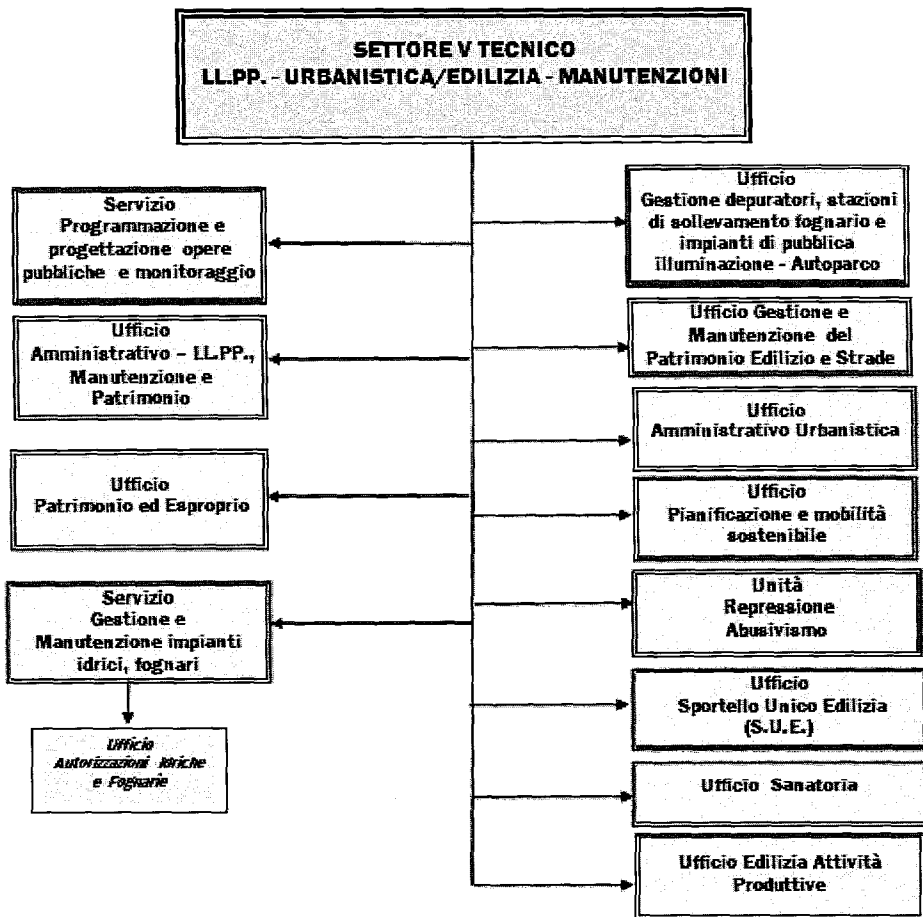 SETTORE V TECNICO
LL.PP. - URBANISTICA/EDILIZIA - MANUTENZIONI
Servizio
Programmazione e
progettazione opere
pubbliche e monitoraggio
Ufficio
Amministrativo – LL.PP.,
Manutenzione e
Patrimonio
Ufficio
Patrimonio ed Esproprio
Servizio
Gestione e
Manutenzione impianti
idrici, fognari
Ufficio
Autorizzazioni Idriche
e Fognarie
Ufficio
Gestione depuratori, stazioni
di sollevamento fognario e
impianti di pubblica
illuminazione - Autoparco
Ufficio Gestione e
Manutenzione del
Patrimonio Edilizio e Strade
Ufficio
Amministrativo Urbanistica
Ufficio
Pianificazione e mobilità
sostenibile
Unità
Repressione
Abusivismo
Ufficio
Sportello Unico Edilizia
(S.U.E.)
Ufficio Sanatoria
Ufficio Edilizia Attività
Produttive